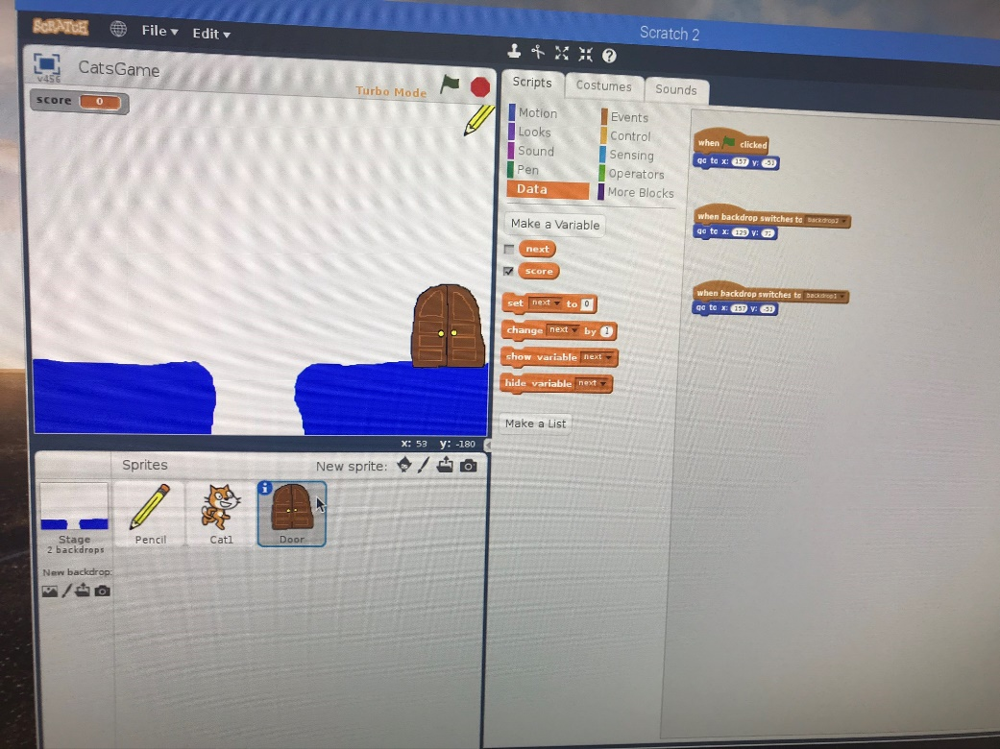 Scratch 2
SCRATCH File Edit
CatsGame
v456
Turbo Mode
score 0
Scripts Costumes Sounds
Motion Events
Looks Control
Sound Sensing
Pen Operators
Data More Blocks
Make a Variable
next
score
set next to 0
change next by 1
show variable next
hide variable next
Make a List
when clicked
go to x: 157 y: -51
when backdrop switches to backdrop2
go to x: 125 y: 77
when backdrop switches to backdrop1
go to x: 157 y: -51
x: 53 y: -180
Sprites New sprite:
Stage
2 backdrops
New backdrop:
Pencil Cat1 Door